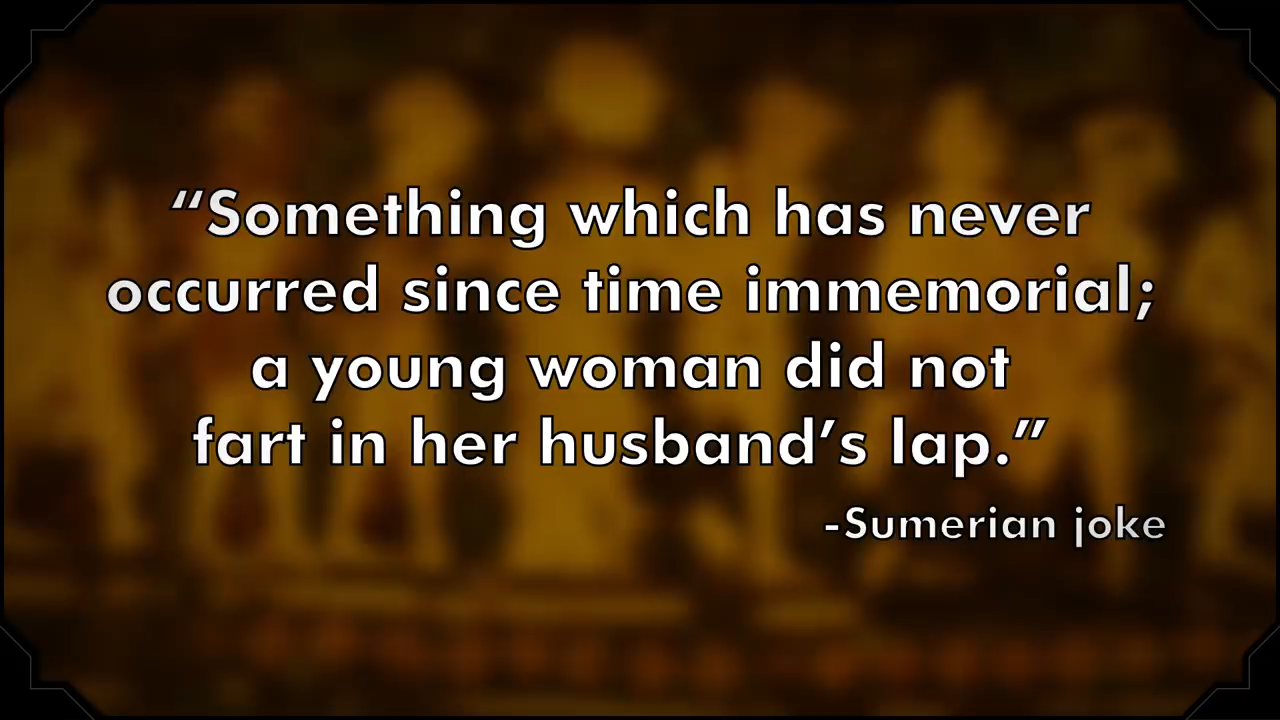 “Something which has never
occurred since time immemorial;
a young woman did not
fart in her husband’s lap.”
-Sumerian joke